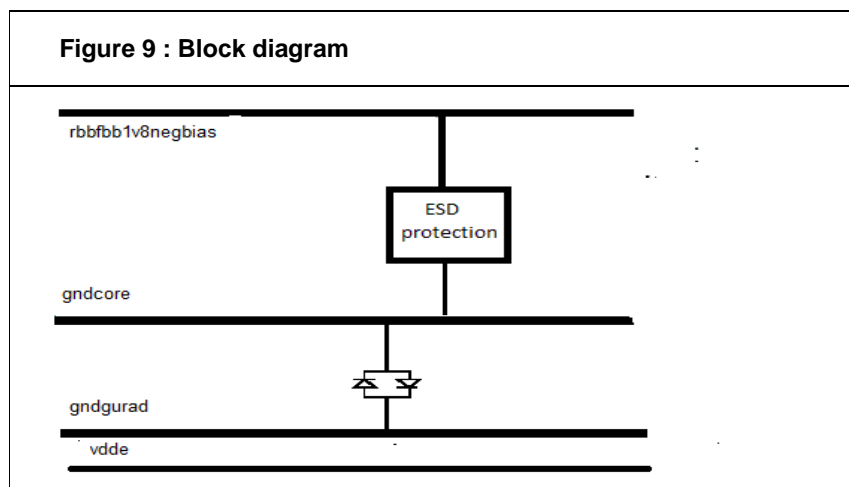 Figure 9 : Block diagram
rbbfbb1v8negbias
ESD
protection
gndcore
gndgurad
vdde